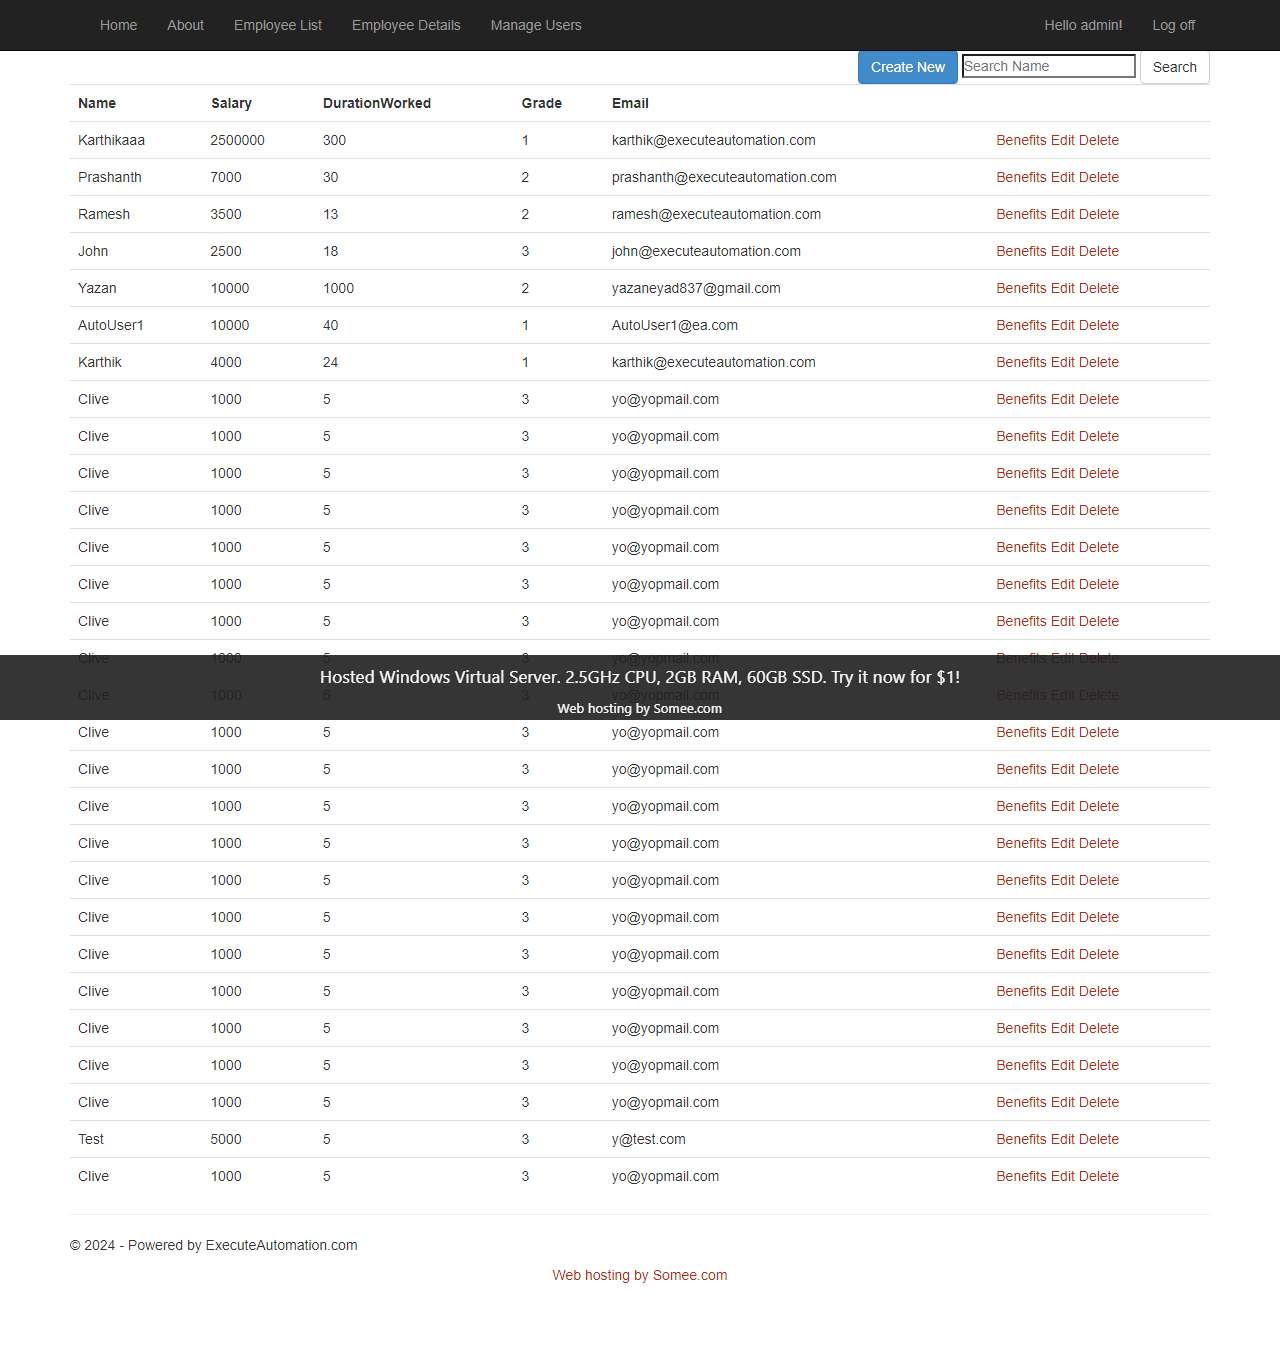 Home About Employee List Employee Details Manage Users Hello admin! Log off
Create New Search Name Search
Name Salary DurationWorked Grade Email
Karthikaaa 2500000 300 1 karthik@executeautomation.com Benefits Edit Delete
Prashanth 7000 30 2 prashanth@executeautomation.com Benefits Edit Delete
Ramesh 3500 13 2 ramesh@executeautomation.com Benefits Edit Delete
John 2500 18 3 john@executeautomation.com Benefits Edit Delete
Yazan 10000 1000 2 yazaneyad837@gmail.com Benefits Edit Delete
AutoUser1 10000 40 1 AutoUser1@ea.com Benefits Edit Delete
Karthik 4000 24 1 karthik@executeautomation.com Benefits Edit Delete
Clive 1000 5 3 yo@yopmail.com Benefits Edit Delete
Clive 1000 5 3 yo@yopmail.com Benefits Edit Delete
Clive 1000 5 3 yo@yopmail.com Benefits Edit Delete
Clive 1000 5 3 yo@yopmail.com Benefits Edit Delete
Clive 1000 5 3 yo@yopmail.com Benefits Edit Delete
Clive 1000 5 3 yo@yopmail.com Benefits Edit Delete
Clive 1000 5 3 yo@yopmail.com Benefits Edit Delete
Clive 1000 5 3 yo@yopmail.com Benefits Edit Delete
Hosted Windows Virtual Server. 2.5GHz CPU, 2GB RAM, 60GB SSD. Try it now for $1!
Clive 1000 5 3 Benefits Edit Delete
Web hosting by Somee.com
Clive 1000 5 3 yo@yopmail.com Benefits Edit Delete
Clive 1000 5 3 yo@yopmail.com Benefits Edit Delete
Clive 1000 5 3 yo@yopmail.com Benefits Edit Delete
Clive 1000 5 3 yo@yopmail.com Benefits Edit Delete
Clive 1000 5 3 yo@yopmail.com Benefits Edit Delete
Clive 1000 5 3 yo@yopmail.com Benefits Edit Delete
Clive 1000 5 3 yo@yopmail.com Benefits Edit Delete
Clive 1000 5 3 yo@yopmail.com Benefits Edit Delete
Clive 1000 5 3 yo@yopmail.com Benefits Edit Delete
Clive 1000 5 3 yo@yopmail.com Benefits Edit Delete
Clive 1000 5 3 yo@yopmail.com Benefits Edit Delete
Test 5000 5 3 y@test.com Benefits Edit Delete
Clive 1000 5 3 yo@yopmail.com Benefits Edit Delete
© 2024 - Powered by ExecuteAutomation.com
Web hosting by Somee.com